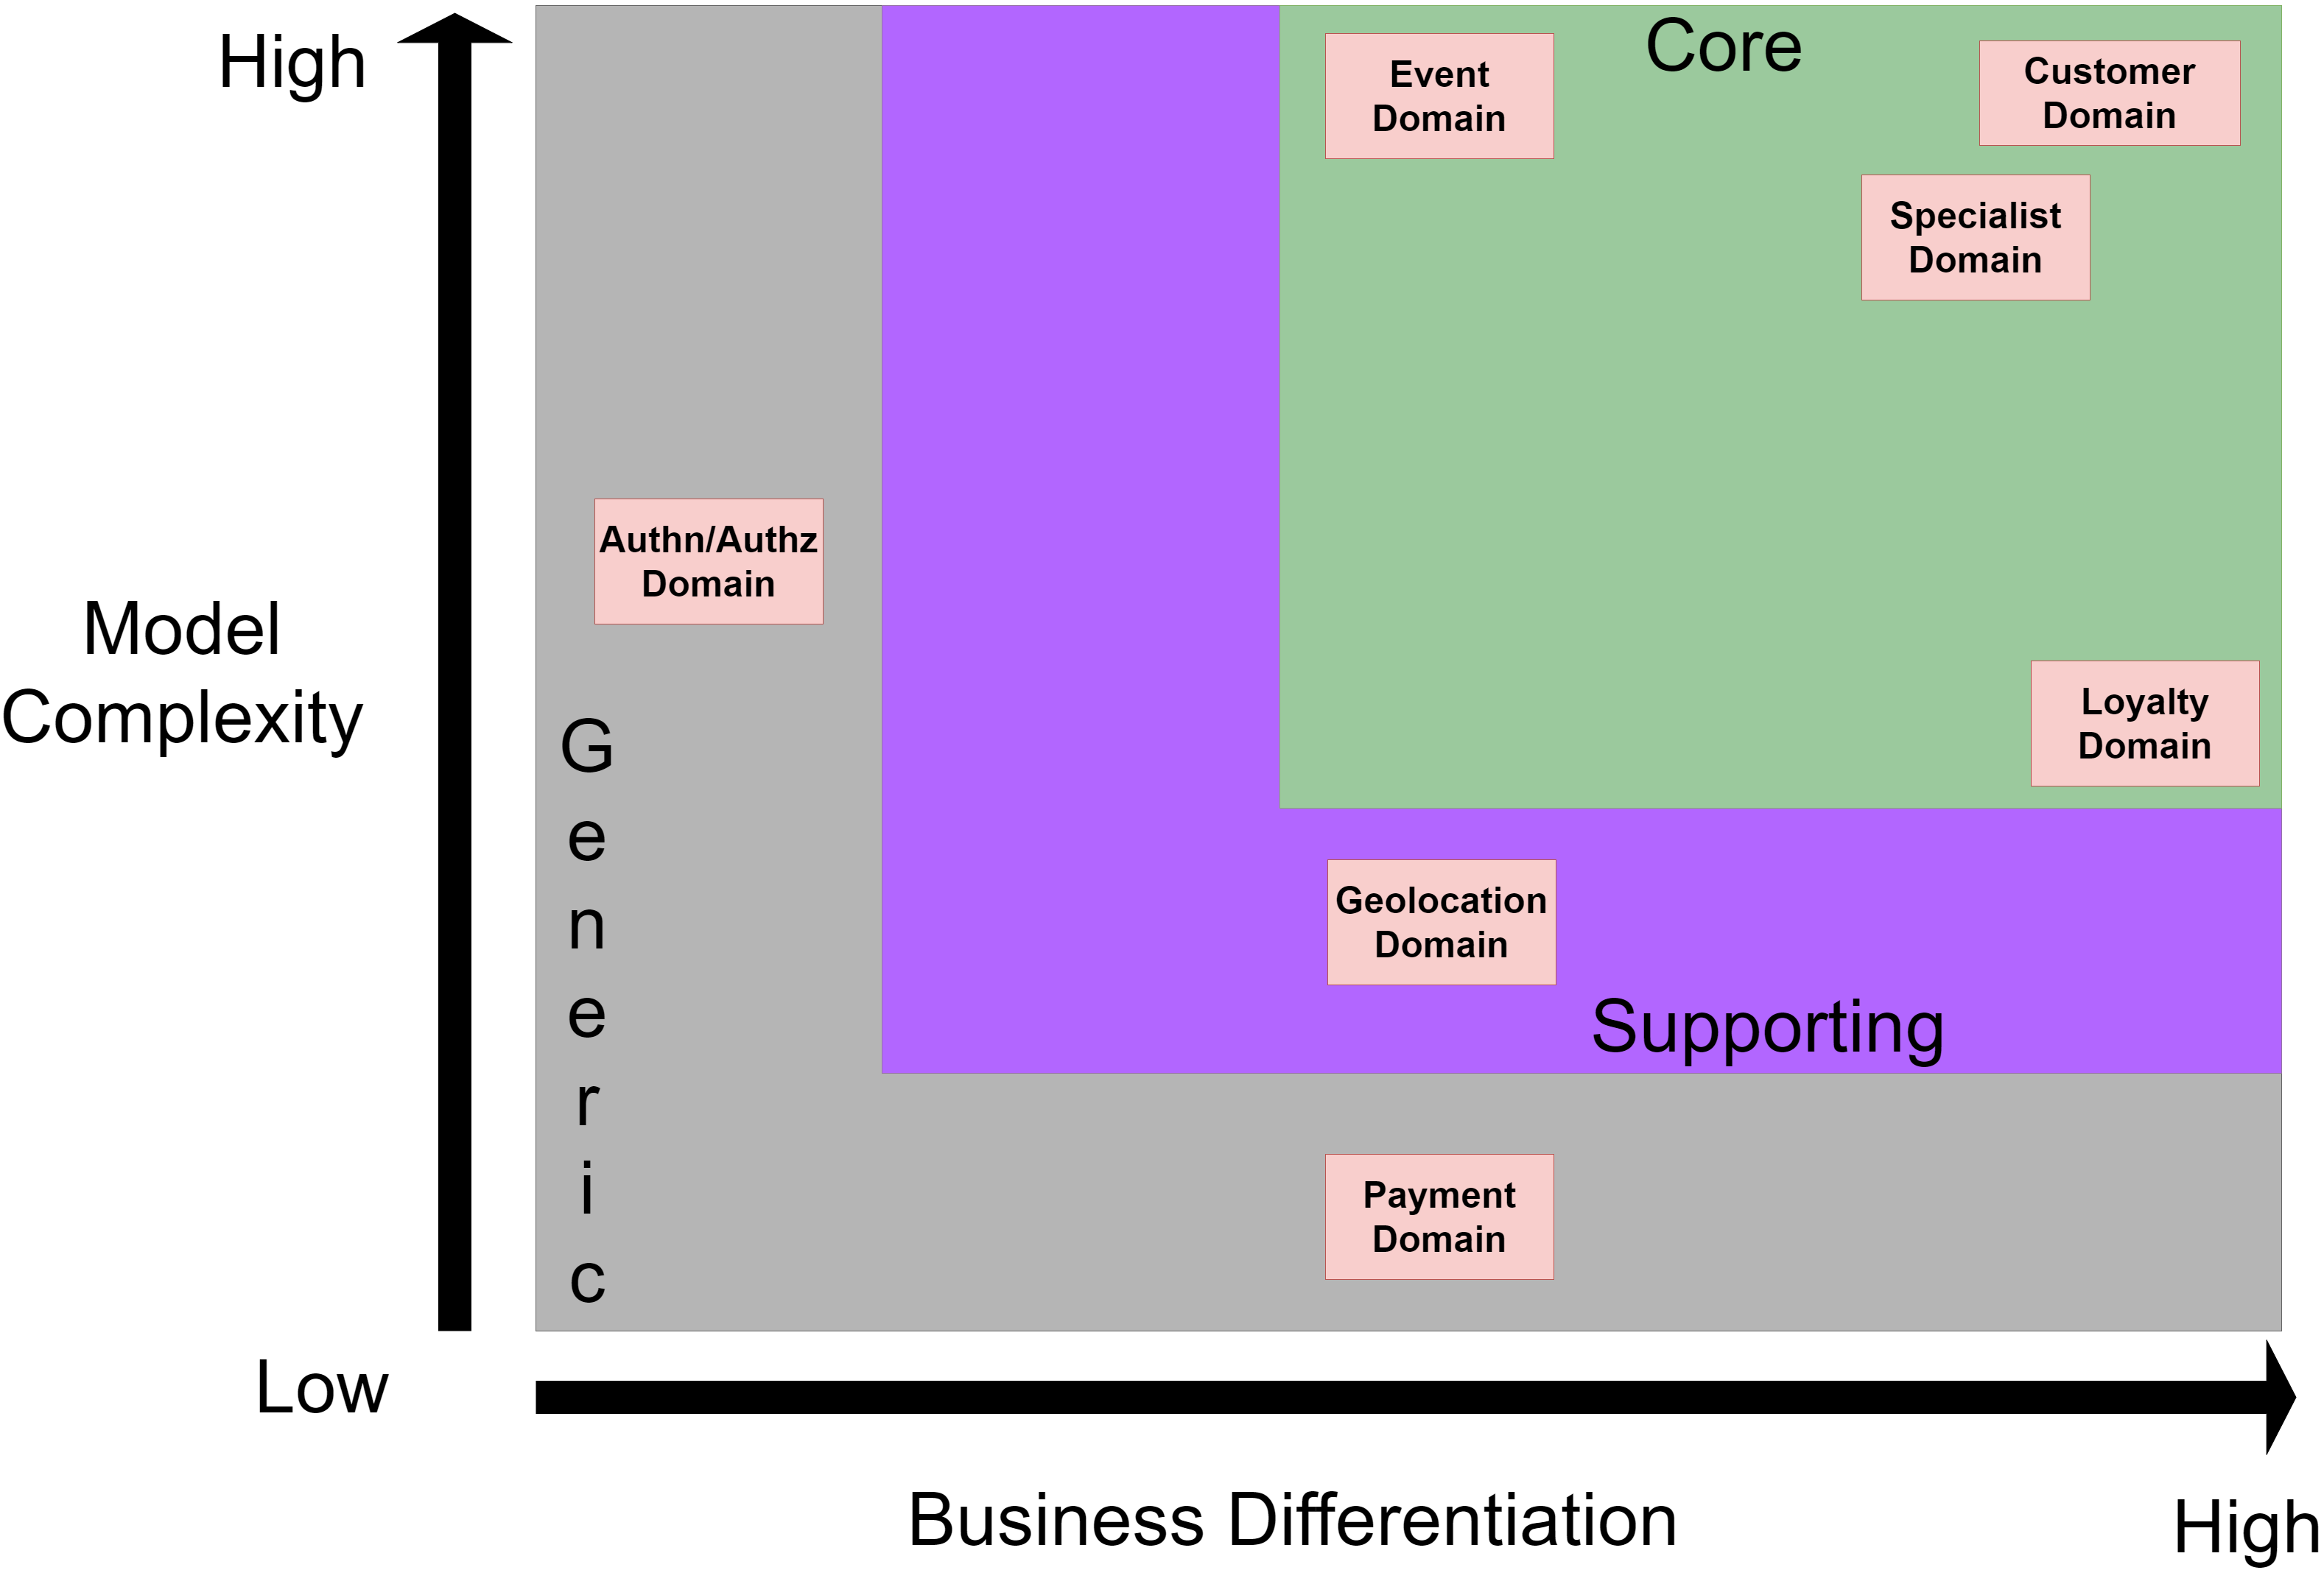 High
Core
Event
Domain
Customer
Domain
Specialist
Domain
Authn/Authz
Domain
Model
Complexity
Loyalty
Domain
G
e
n
e
r
i
c
Geolocation
Domain
Supporting
Payment
Domain
Low
Business Differentiation
High